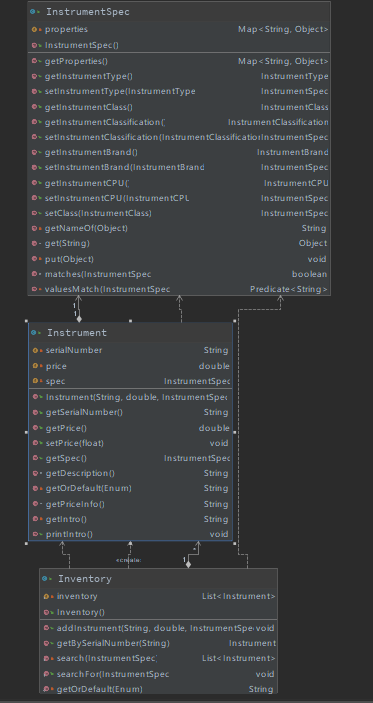 InstrumentSpec
properties Map<String, Object>
InstrumentSpec()
getProperties() Map<String, Object>
getInstrumentType() InstrumentType
setInstrumentType(InstrumentType InstrumentSpec
getInstrumentClass() InstrumentClass
getInstrumentClassification( InstrumentClassification
setInstrumentClassification(InstrumentClassification InstrumentSpec
getInstrumentBrand() InstrumentBrand
setInstrumentBrand(InstrumentBrand InstrumentSpec
getInstrumentCPU( InstrumentCPU
setInstrumentCPU(InstrumentCPU InstrumentSpec
setClass(InstrumentClass) InstrumentSpec
getNameOf(Object) String
get(String) Object
put(Object) void
matches(InstrumentSpec boolean
valuesMatch(InstrumentSpec Predicate<String>
1
1
Instrument
serialNumber String
price double
spec InstrumentSpec
Instrument(String, double, InstrumentSpec
getSerialNumber() String
getPrice() double
setPrice(float) void
getSpec() InstrumentSpec
getDescription() String
getOrDefault(Enum) String
getPriceInfo() String
getIntro() String
printIntro() void
*
«create»
1
Inventory
inventory List<Instrument>
Inventory()
addInstrument(String, double, InstrumentSpec void
getBySerialNumber(String) Instrument
search(InstrumentSpec) List<Instrument>
searchFor(InstrumentSpec void
getOrDefault(Enum) String